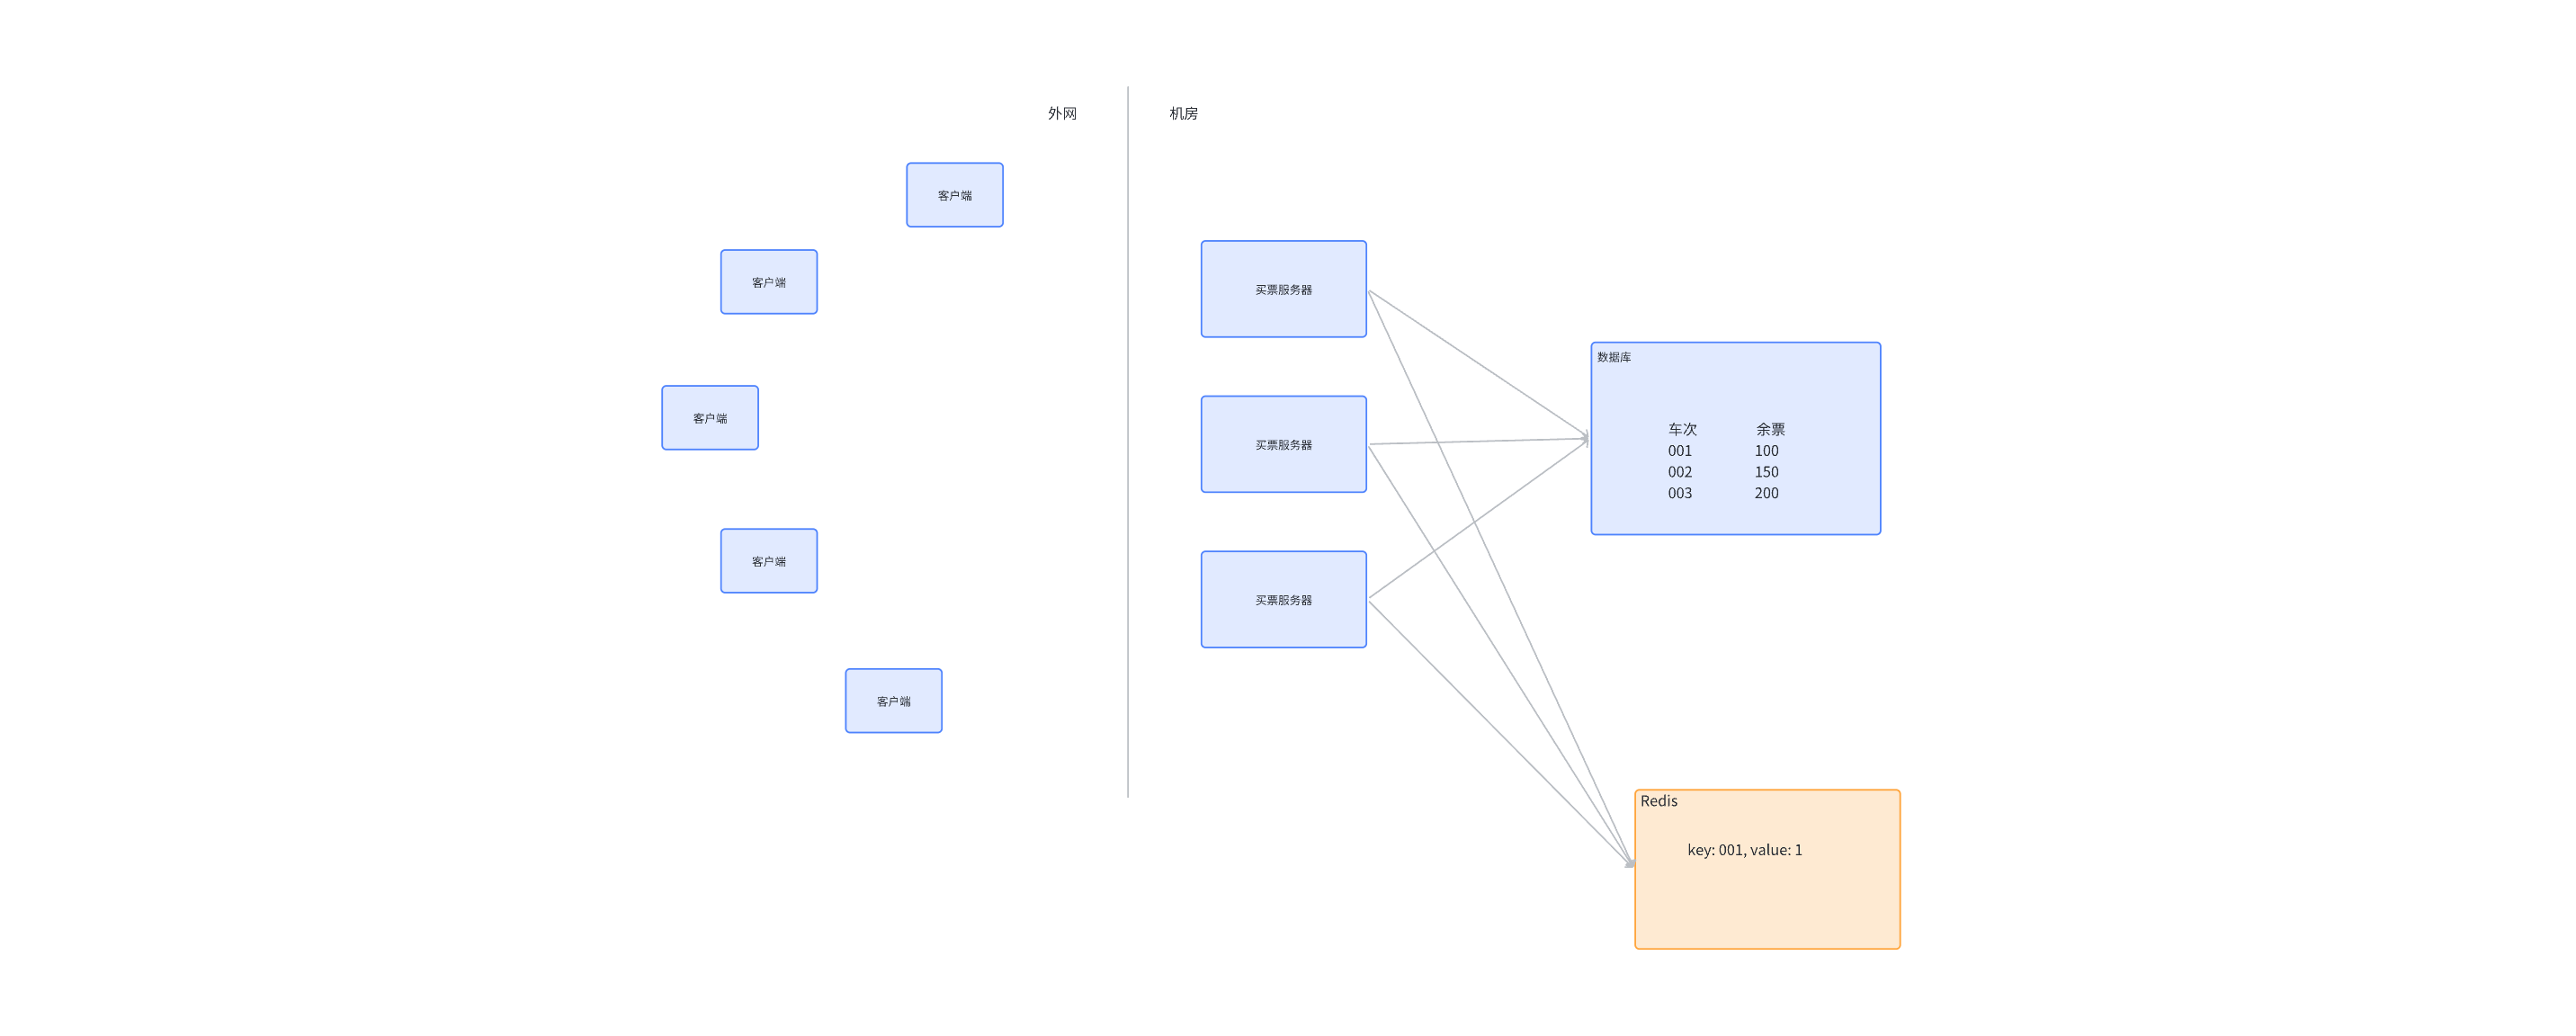 外网
机房
客户端
客户端
客户端
客户端
客户端
买票服务器
买票服务器
买票服务器
数据库
车次 余票
001 100
002 150
003 200
Redis
key: 001, value: 1